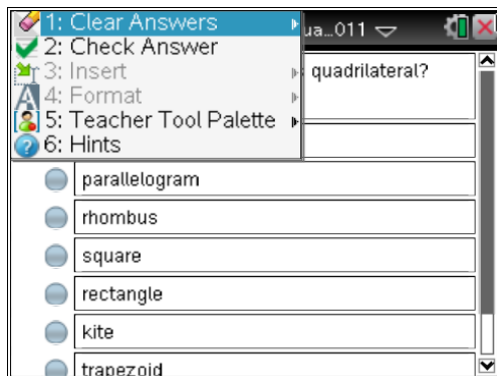 1: Clear Answers
ua...011
2: Check Answer
3: Insert
quadrilateral?
4: Format
5: Teacher Tool Palette
6: Hints
parallelogram
rhombus
square
rectangle
kite
trapezoid